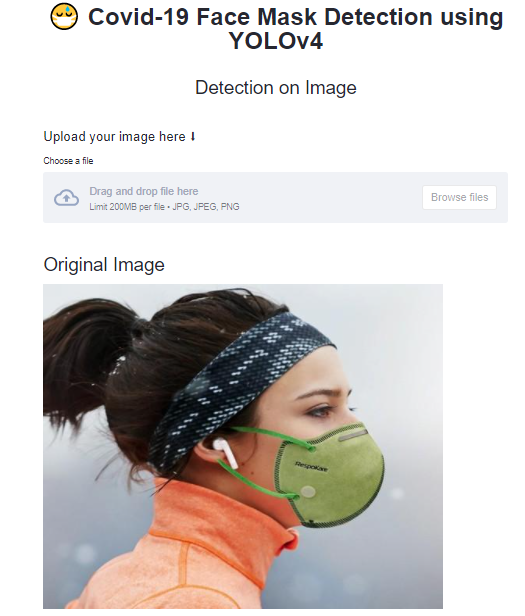 😷 Covid-19 Face Mask Detection using
YOLOv4
Detection on Image
Upload your image here ⬇
Choose a file
Drag and drop file here
Limit 200MB per file • JPG, JPEG, PNG
Browse files
Original Image
RespoKare